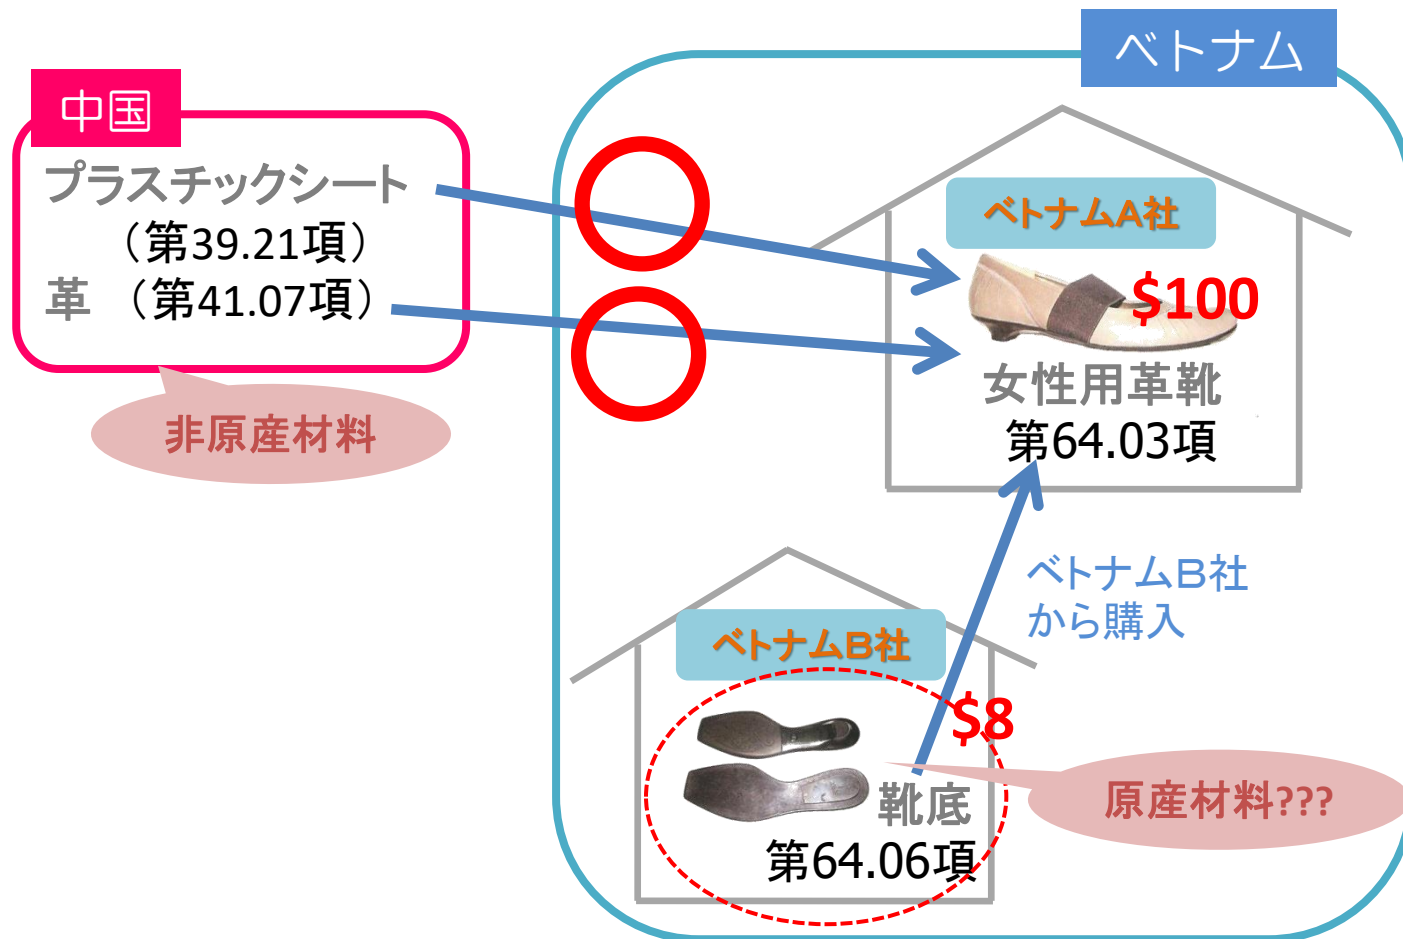 ベトナム
中国
プラスチックシート
（第39.21項）
革 （第41.07項）
非原産材料
ベトナムA社
$100
女性用革靴
第64.03項
ベトナムB社
から購入
ベトナムB社
$8
靴底
第64.06項
原産材料???